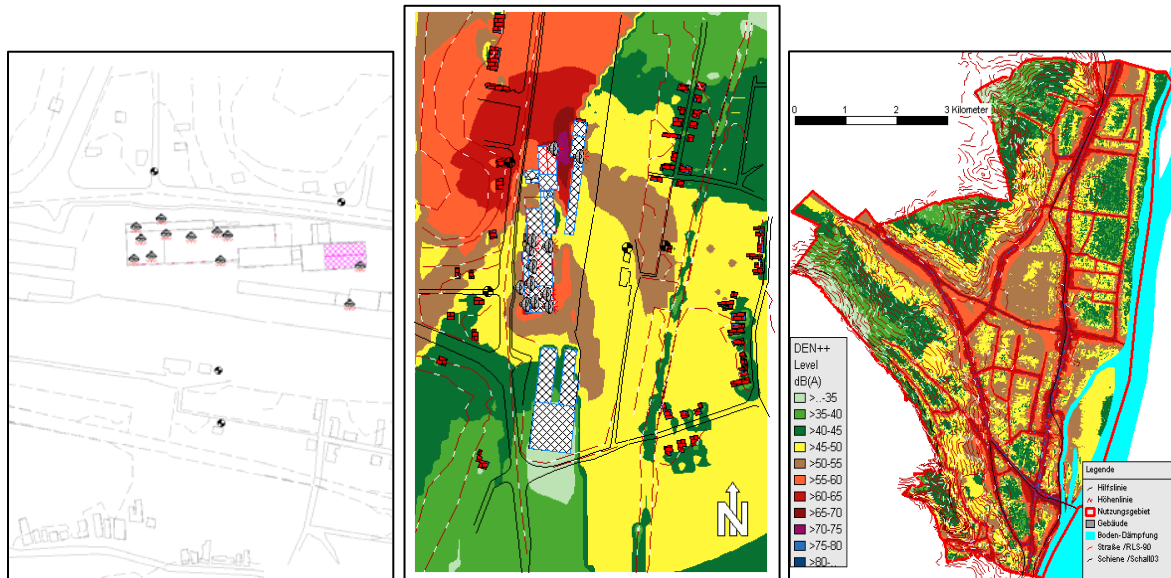 N
0 1 2 3 Kilometer
DEN++
Level
dB(A)
>..-35
>35-40
>40-45
>45-50
>50-55
>55-60
>60-65
>65-70
>70-75
>75-80
>80-..
Legende
Hilfslinie
Höhenlinie
Nutzungsgebiet
Gebäude
Boden-Dämpfung
Straße /RLS-90
Schiene /Schall03